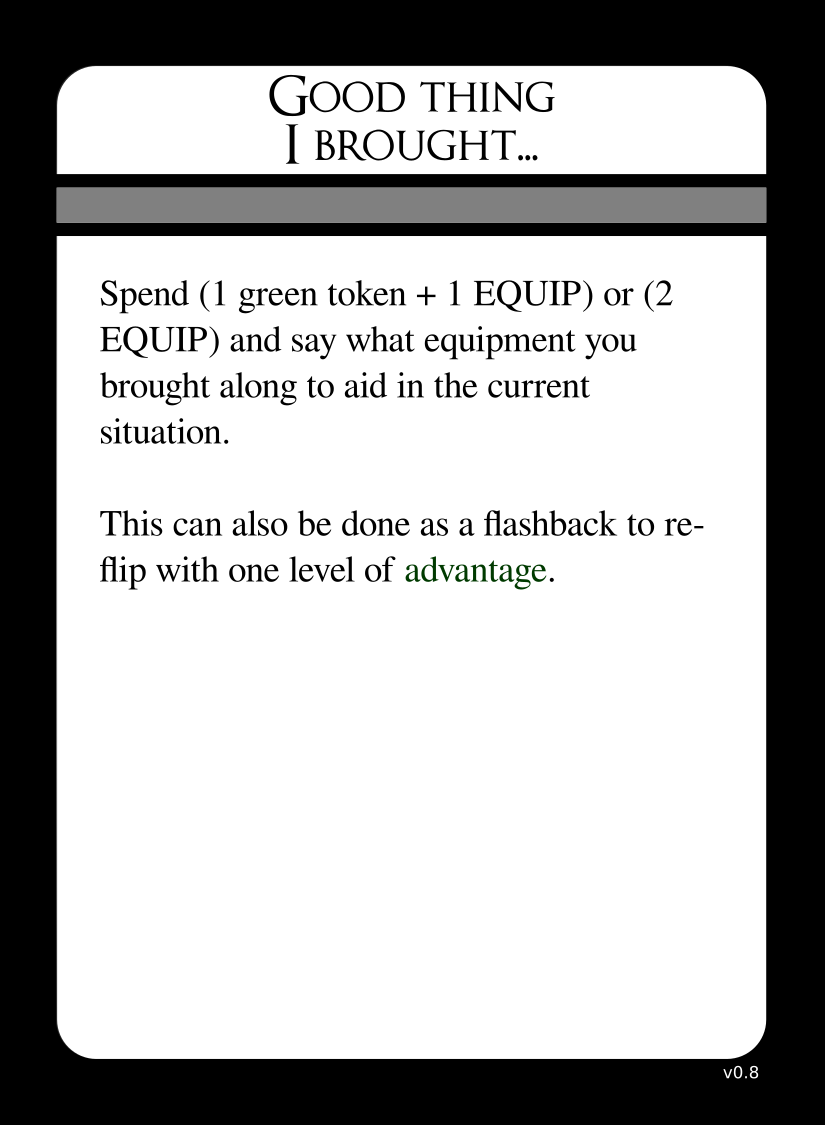 Good thing
I brought...
Spend (1 green token + 1 EQUIP) or (2
EQUIP) and say what equipment you
brought along to aid in the current
situation.
This can also be done as a flashback to re-
flip with one level of advantage.
v0.8